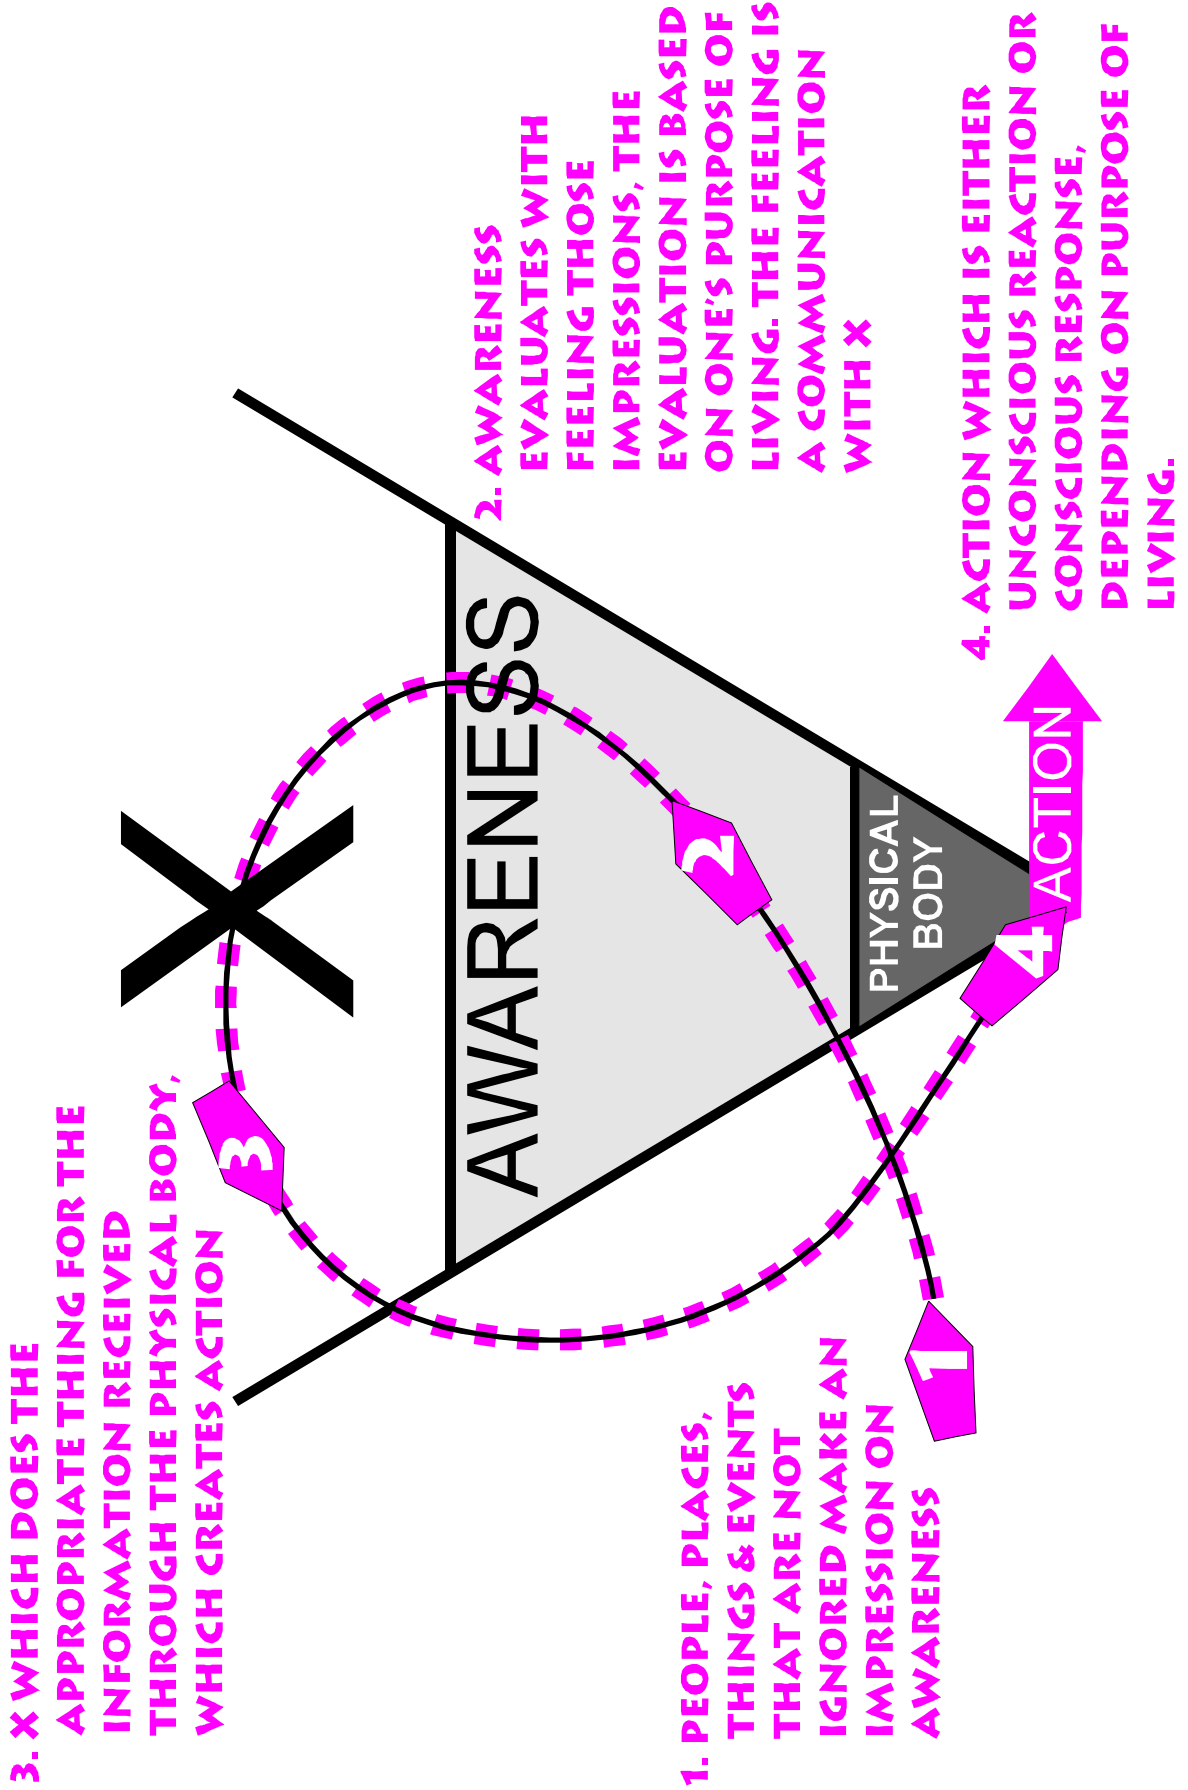 3. X WHICH DOES THE
APPROPRIATE THING FOR THE
INFORMATION RECEIVED
THROUGH THE PHYSICAL BODY,
WHICH CREATES ACTION
X
3
AWARENESS
2. AWARENESS
EVALUATES WITH
FEELING THOSE
IMPRESSIONS, THE
EVALUATION IS BASED
ON ONE'S PURPOSE OF
LIVING. THE FEELING IS
A COMMUNICATION
WITH X
2
1. PEOPLE, PLACES,
THINGS & EVENTS
THAT ARE NOT
IGNORED MAKE AN
IMPRESSION ON
AWARENESS
1
PHYSICAL
BODY
4
ACTION
4. ACTION WHICH IS EITHER
UNCONSCIOUS REACTION OR
CONSCIOUS RESPONSE,
DEPENDING ON PURPOSE OF
LIVING.